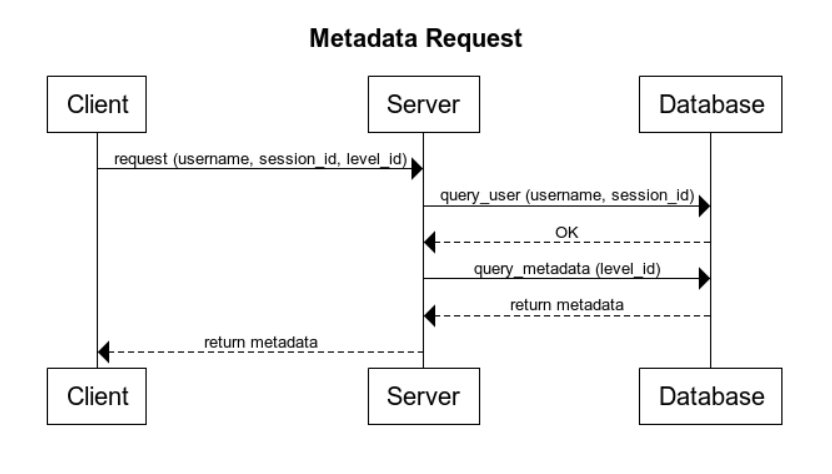 Metadata Request
Client
Server
Database
request (username, session_id, level_id)
query_user (username, session_id)
OK
query_metadata (level_id)
return metadata
return metadata
Client
Server
Database